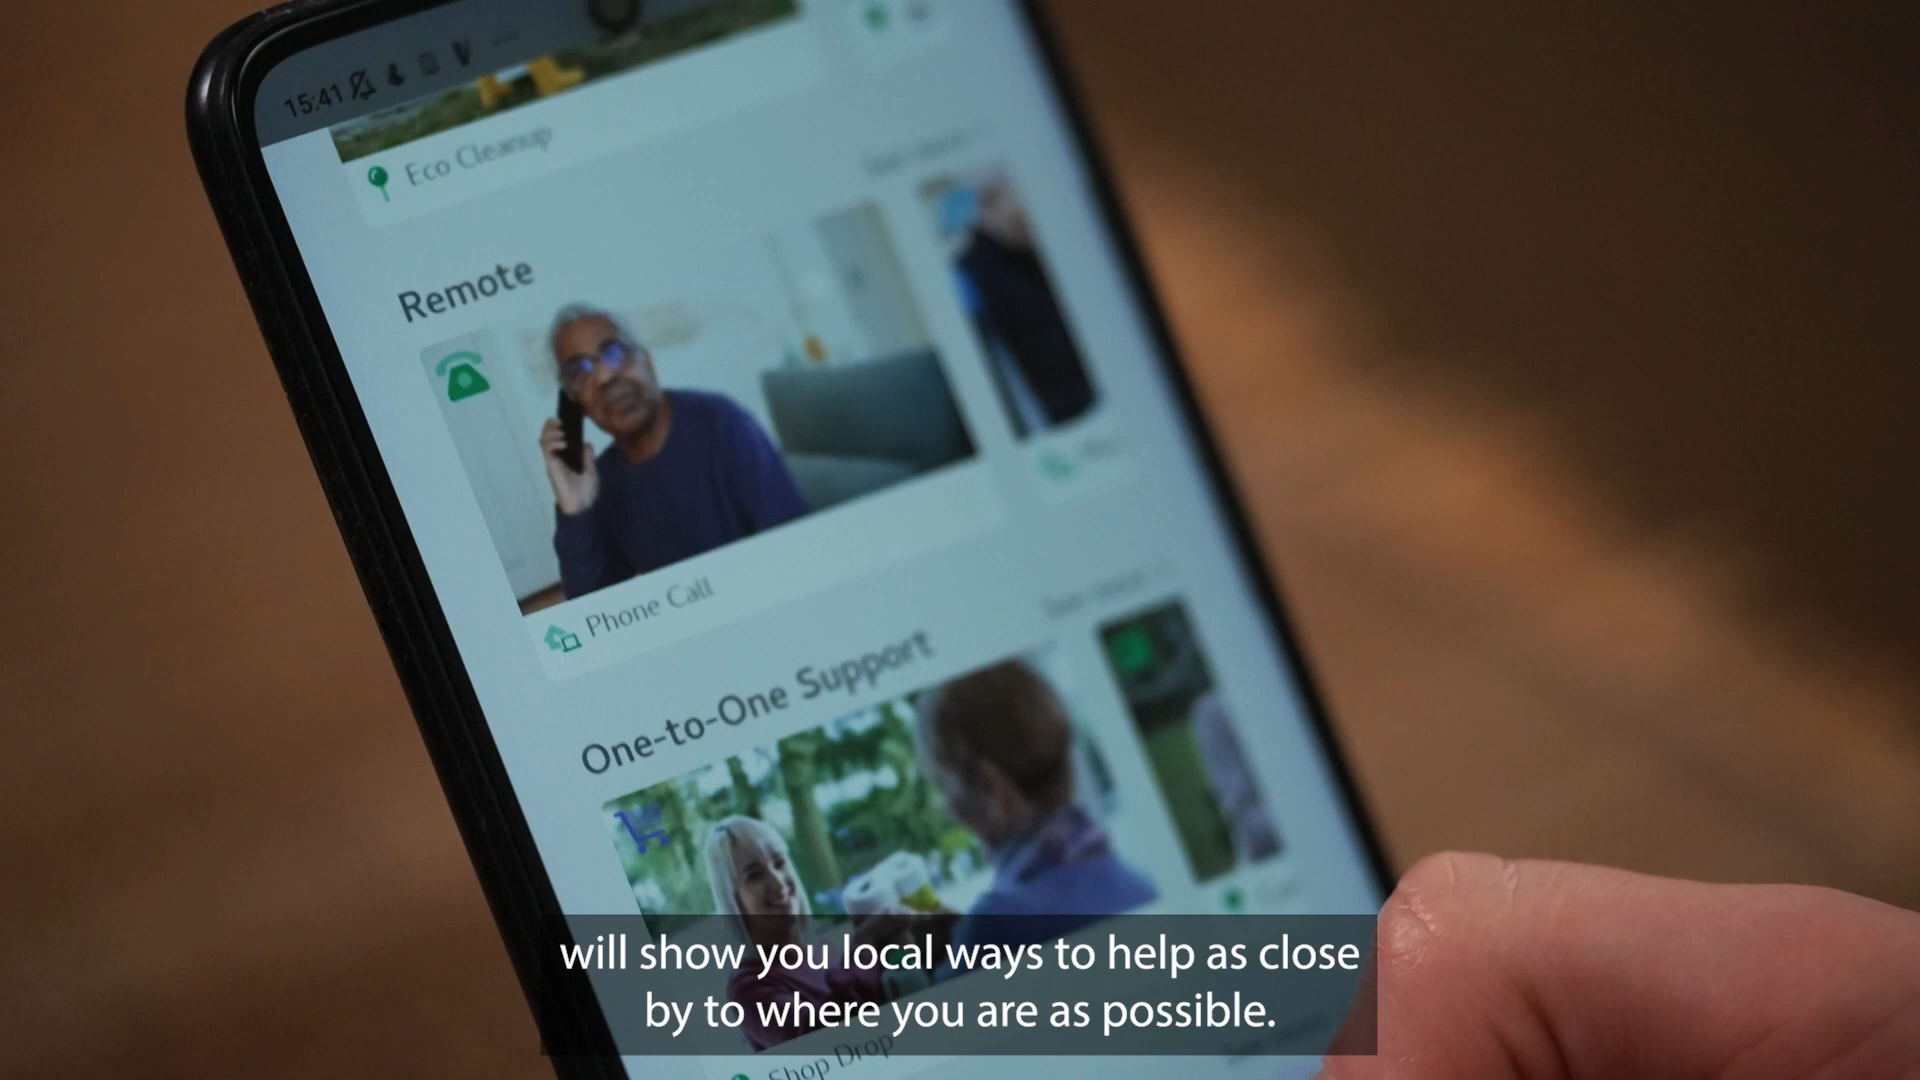 15:41
Eco Cleanup
Remote
Phone Call
One-to-One Support
will show you local ways to help as close
by to where you are as possible.
Shop Drop